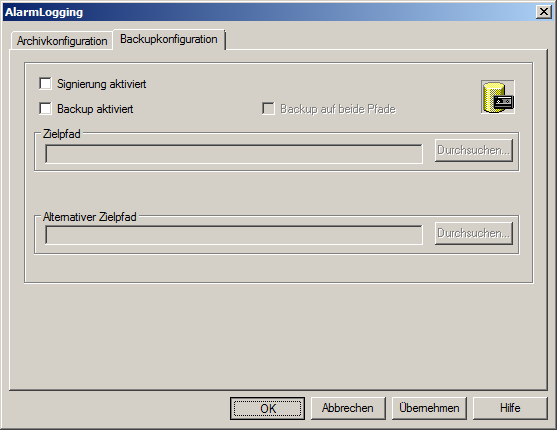 AlarmLogging
Archivkonfiguration Backupkonfiguration
Signierung aktiviert
Backup aktiviert Backup auf beide Pfade
Zielpfad
Durchsuchen...
Alternativer Zielpfad
Durchsuchen...
OK Abbrechen Übernehmen Hilfe